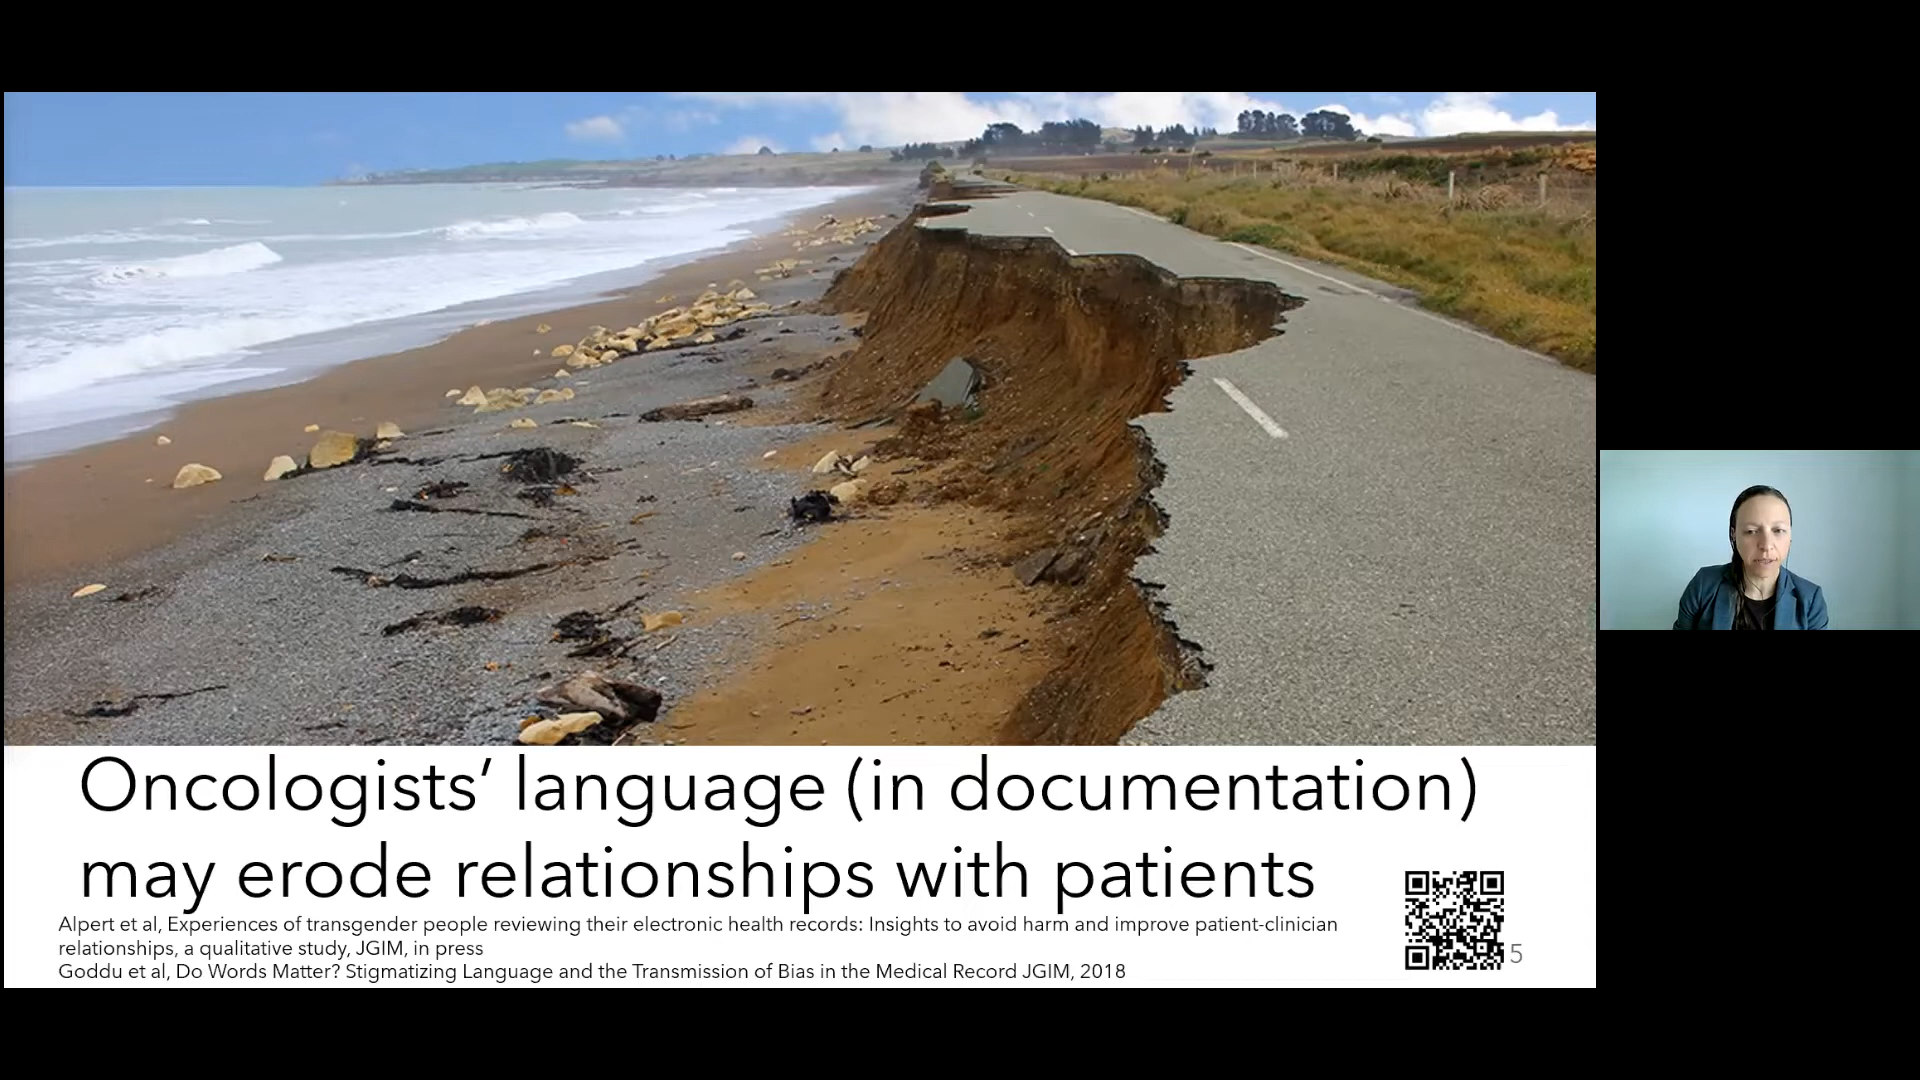 Oncologists’ language (in documentation)
may erode relationships with patients
Alpert et al, Experiences of transgender people reviewing their electronic health records: Insights to avoid harm and improve patient-clinician
relationships, a qualitative study, JGIM, in press
Goddu et al, Do Words Matter? Stigmatizing Language and the Transmission of Bias in the Medical Record JGIM, 2018
5